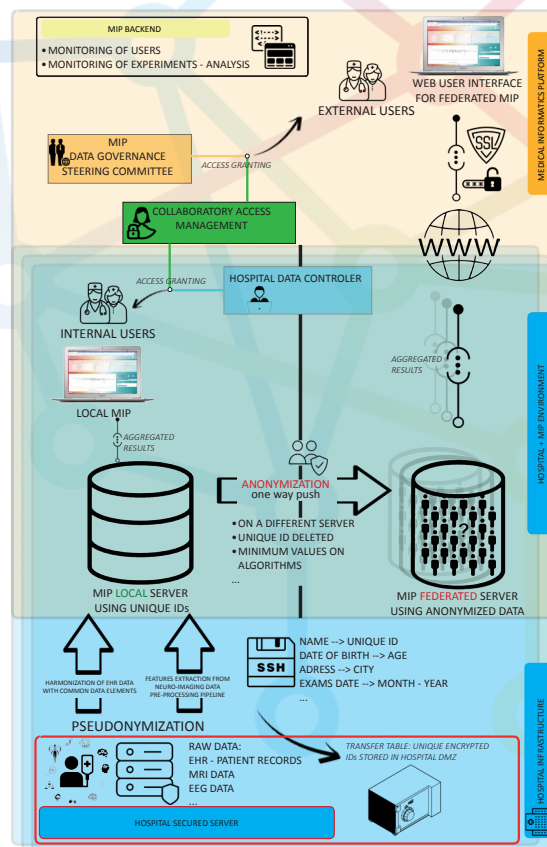 MIP BACKEND
• MONITORING OF USERS
• MONITORING OF EXPERIMENTS - ANALYSIS
WEB USER INTERFACE
FOR FEDERATED MIP
EXTERNAL USERS
MEDICAL INFORMATICS PLATFORM
MIP
DATA GOVERNANCE
STEERING COMMITTEE
ACCESS GRANTING
SSL
***
COLLABORATORY ACCESS
MANAGEMENT
WWW
ACCESS GRANTING
HOSPITAL DATA CONTROLER
INTERNAL USERS
LOCAL MIP
AGGREGATED
RESULTS
AGGREGATED
RESULTS
HOSPITAL + MIP ENVIRONMENT
ANONYMIZATION
one way push
• ON A DIFFERENT SERVER
• UNIQUE ID DELETED
• MINIMUM VALUES ON
ALGORITHMS
...
?
MIP LOCAL SERVER
USING UNIQUE IDs
MIP FEDERATED SERVER
USING ANONYMIZED DATA
HARMONIZATION OF EHR DATA
WITH COMMON DATA ELEMENTS
FEATURES EXTRACTION FROM
NEURO-IMAGING DATA
PRE-PROCESSING PIPELINE
SSH
NAME --> UNIQUE ID
DATE OF BIRTH --> AGE
ADRESS --> CITY
EXAMS DATE --> MONTH - YEAR
...
PSEUDONYMIZATION
RAW DATA:
EHR - PATIENT RECORDS
MRI DATA
EEG DATA
...
TRANSFER TABLE: UNIQUE ENCRYPTED
IDs STORED IN HOSPITAL DMZ
HOSPITAL SECURED SERVER
HOSPITAL INFRASTRUCTURE